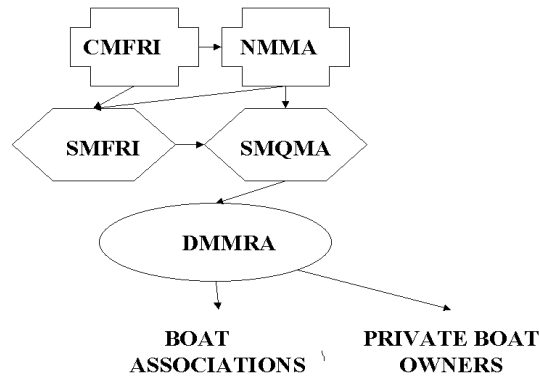 CMFRI NMMA
SMFRI SMQMA
DMMRA
BOAT
ASSOCIATIONS
PRIVATE BOAT
OWNERS